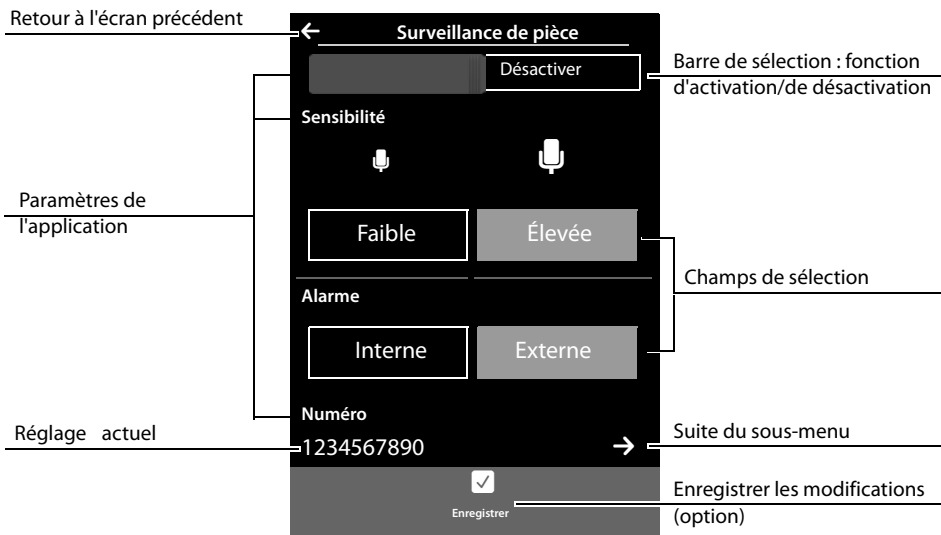 Retour à l'écran précédent
Surveillance de pièce
Désactiver
Barre de sélection : fonction
d'activation/de désactivation
Sensibilité
Paramètres de
l'application
Faible
Élevée
Champs de sélection
Alarme
Interne
Externe
Numéro
Réglage actuel
1234567890
Suite du sous-menu
Enregistrer
Enregistrer les modifications
(option)